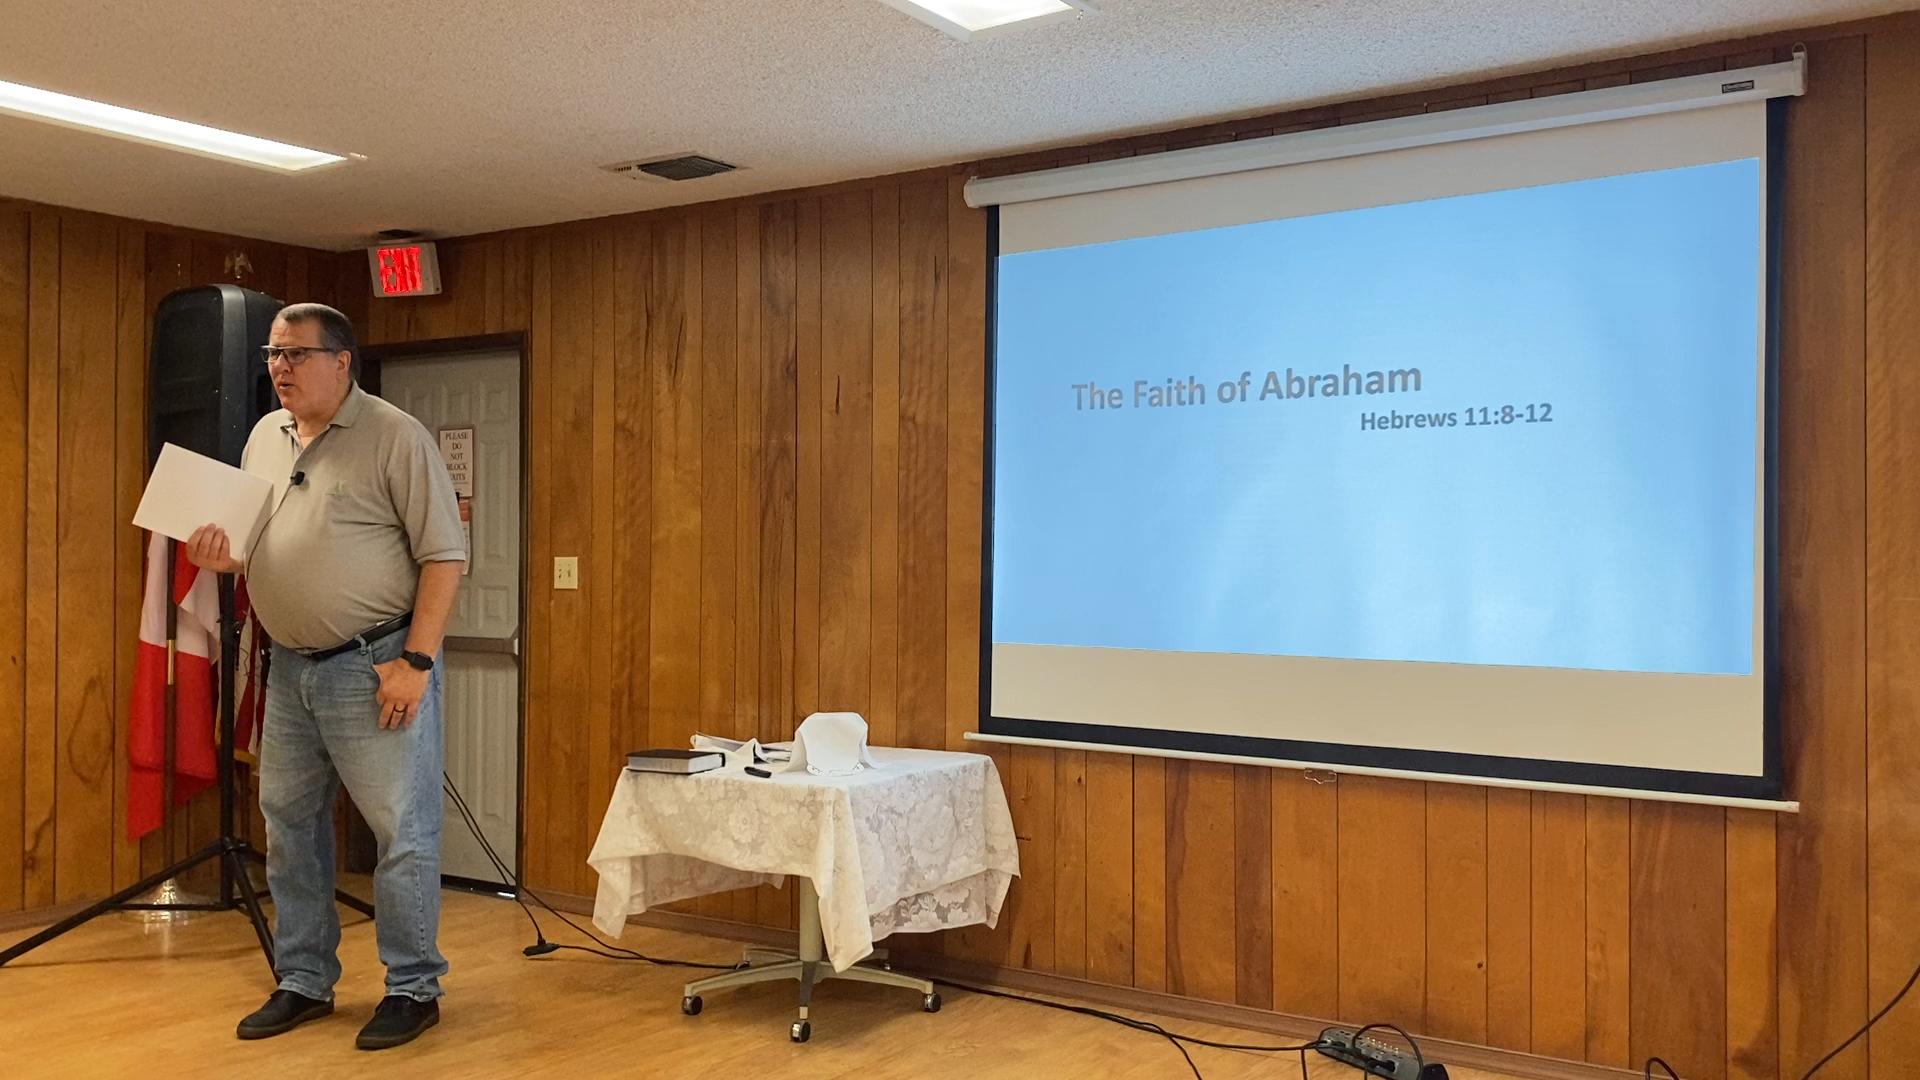 EXIT
PLEASE
DO
NOT
BLOCK
EXITS
The Faith of Abraham
Hebrews 11:8-12